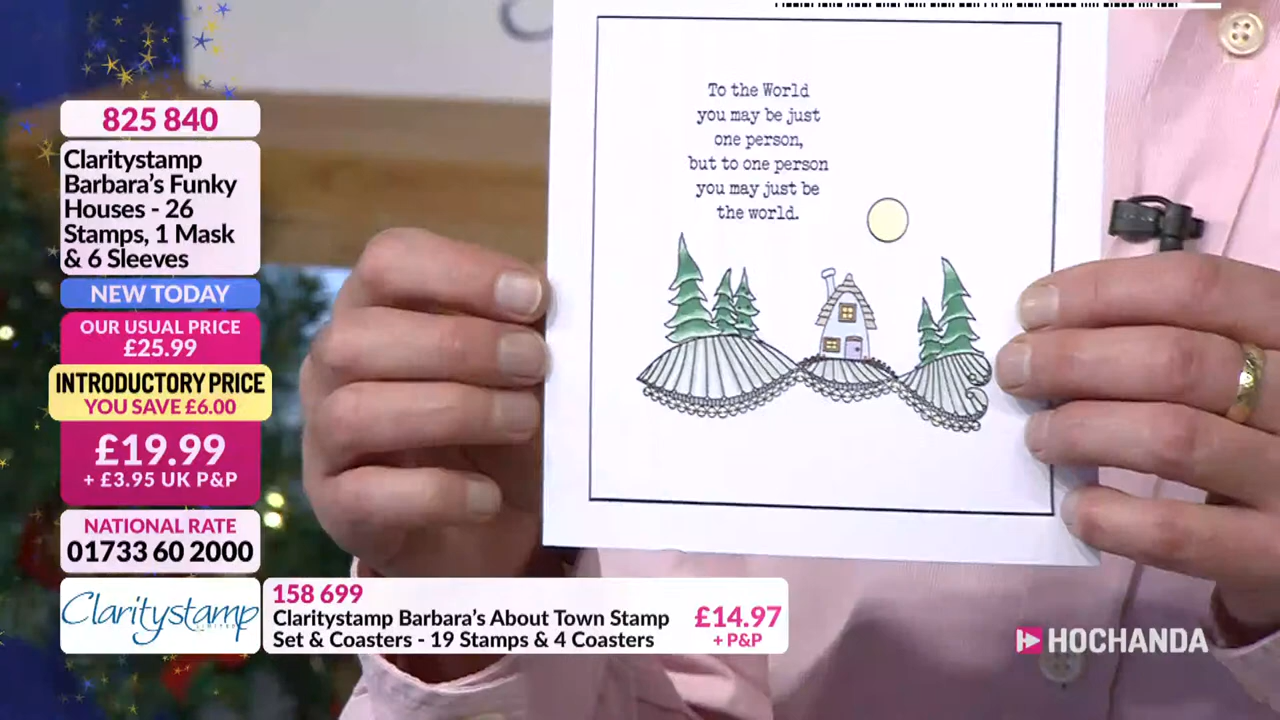 825 840
Claritystamp
Barbara's Funky
Houses - 26
Stamps, 1 Mask
& 6 Sleeves
NEW TODAY
OUR USUAL PRICE
£25.99
INTRODUCTORY PRICE
YOU SAVE £6.00
£19.99
+ £3.95 UK P&P
NATIONAL RATE
01733 60 2000
Claritystamp
LIMITED
158 699
Claritystamp Barbara's About Town Stamp
Set & Coasters - 19 Stamps & 4 Coasters
£14.97
+ P&P
To the World
you may be just
one person,
but to one person
you may just be
the world.
HOCHANDA